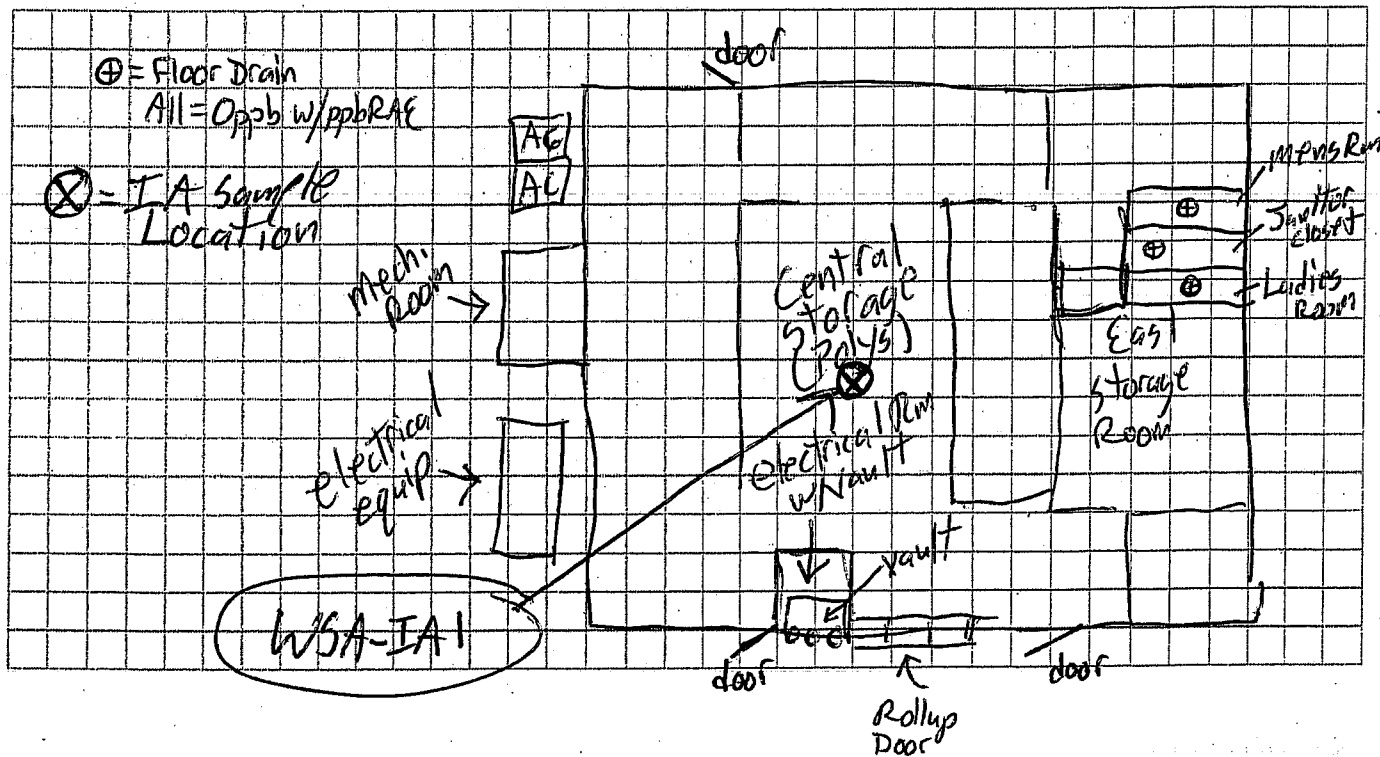 door
⊕ = Floor Drain
All = 0ppb w/ppbRAE
⊗ = IA Sample
Location
AC
AC
Mech.
Room
electrical
equip
Central
Storage
(Polys)
electrical Rm
w/Vault
vault
Mens Rm
Janitor
Closet
Ladies
Room
East
Storage
Room
WSA-IA1
door
Rollup
Door
door